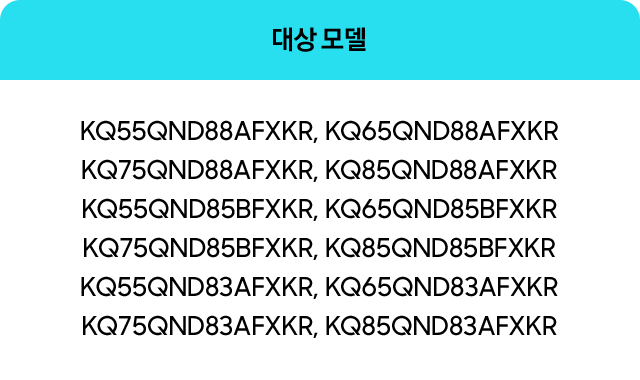 대상 모델
KQ55QND88AFXKR, KQ65QND88AFXKR
KQ75QND88AFXKR, KQ85QND88AFXKR
KQ55QND85BFXKR, KQ65QND85BFXKR
KQ75QND85BFXKR, KQ85QND85BFXKR
KQ55QND83AFXKR, KQ65QND83AFXKR
KQ75QND83AFXKR, KQ85QND83AFXKR